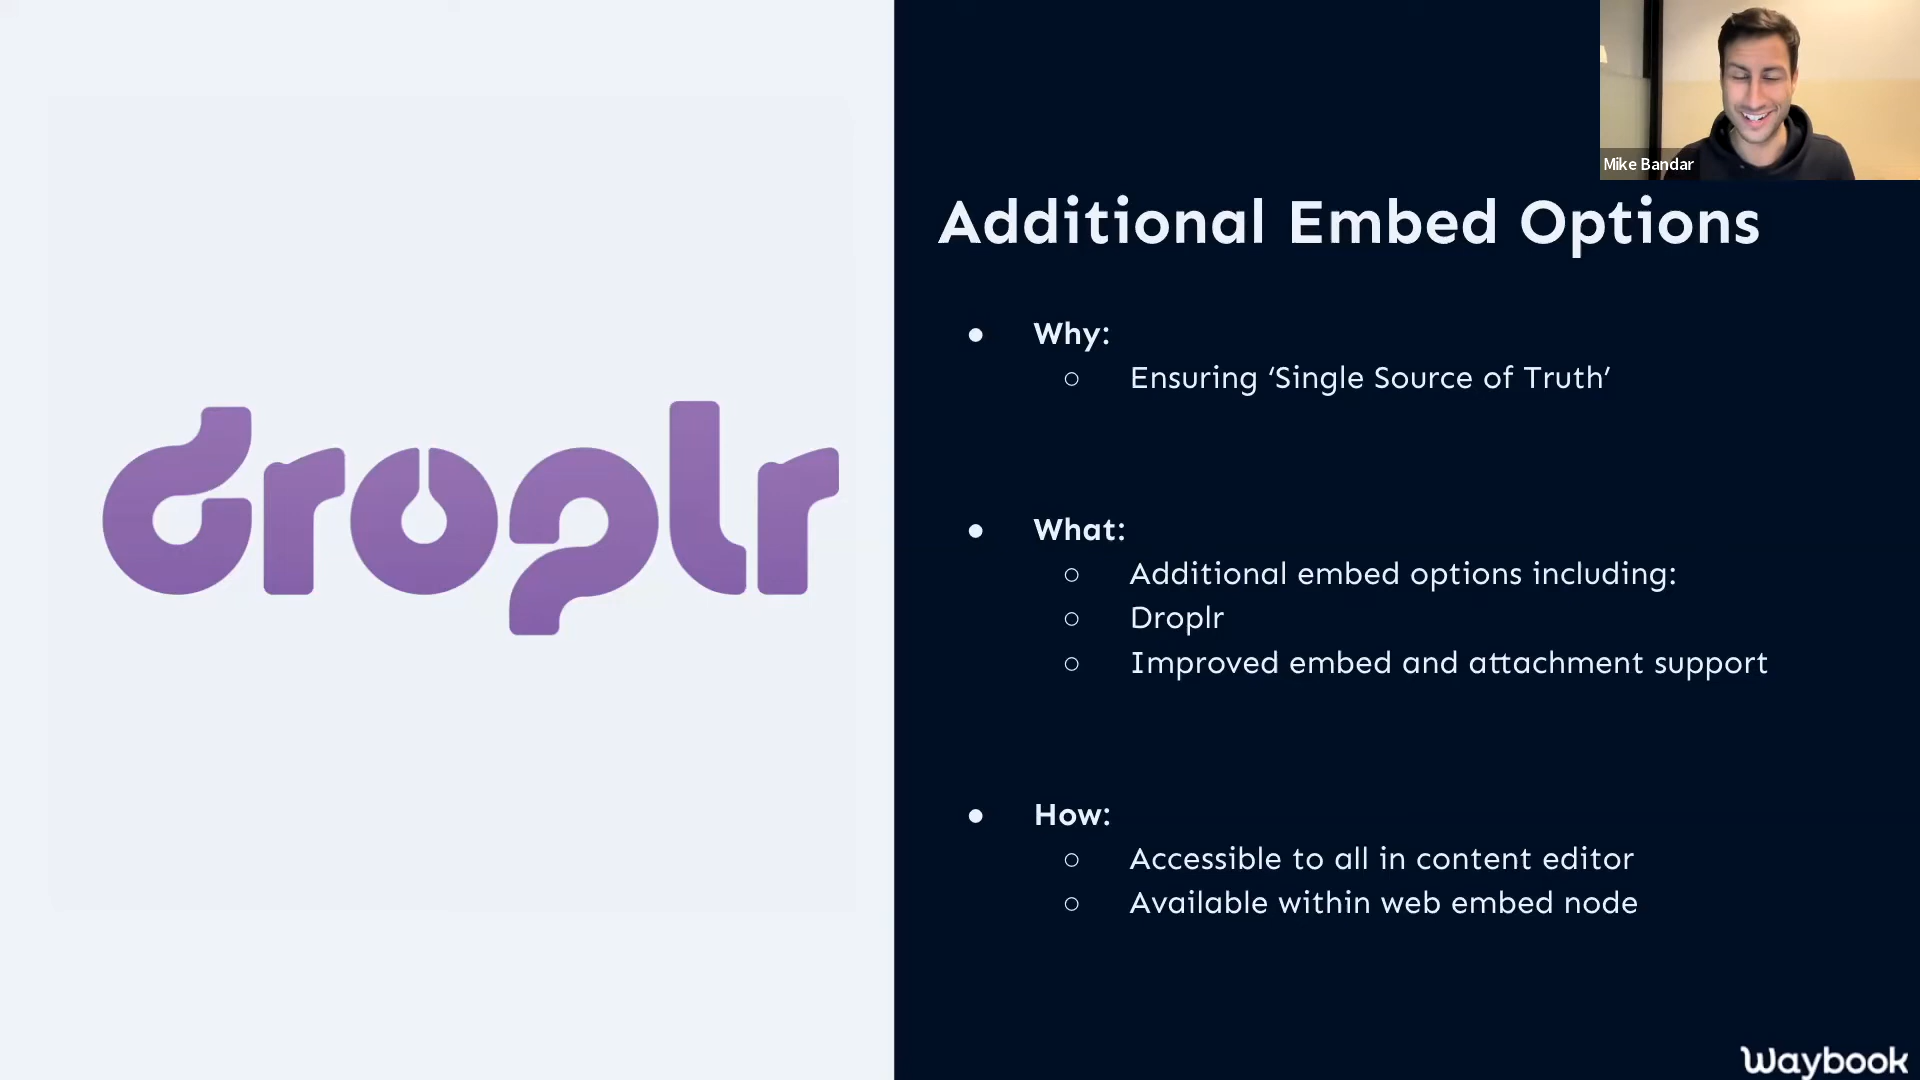 droplr
Mike Bandar
Additional Embed Options
● Why:
○ Ensuring ‘Single Source of Truth’
● What:
○ Additional embed options including:
○ Droplr
○ Improved embed and attachment support
● How:
○ Accessible to all in content editor
○ Available within web embed node
Waybook